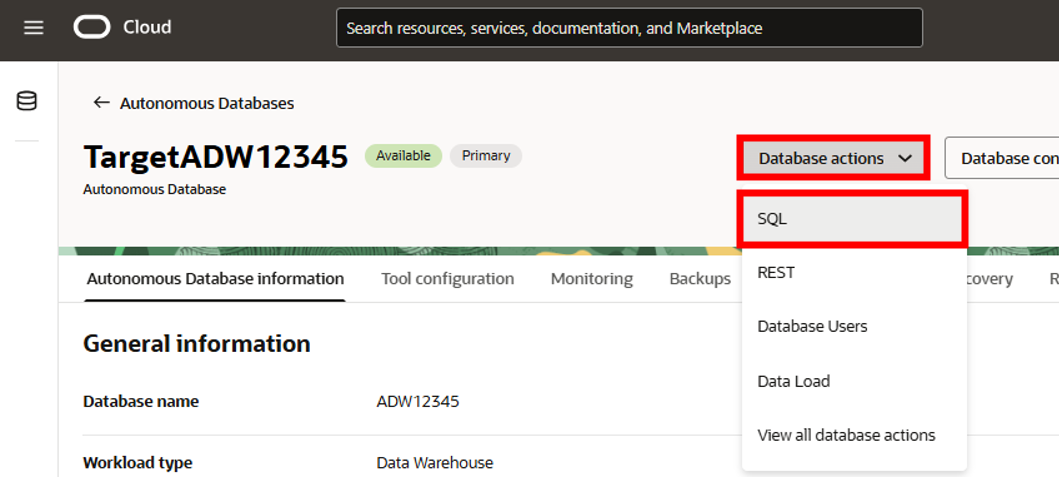 Cloud
Search resources, services, documentation, and Marketplace
Autonomous Databases
TargetADW12345 Available Primary
Autonomous Database
Database actions
Database con
SQL
REST
Database Users
Data Load
View all database actions
Autonomous Database information Tool configuration Monitoring Backups covery R
General information
Database name ADW12345
Workload type Data Warehouse